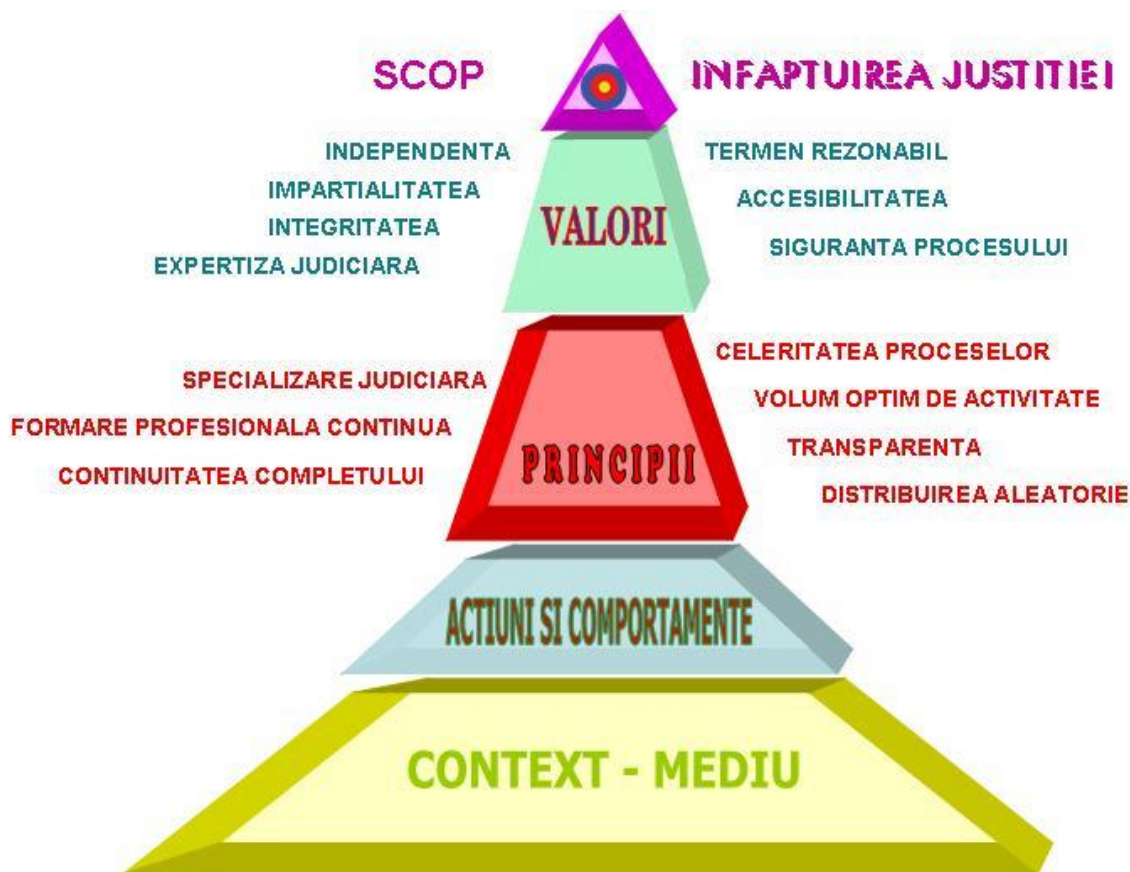 SCOP
INFAPTUIREA JUSTITIEI
INDEPENDENTA
IMPARTIALITATEA
INTEGRITATEA
EXPERTIZA JUDICIARA
VALORI
TERMEN REZONABIL
ACCESIBILITATEA
SIGURANTA PROCESULUI
SPECIALIZARE JUDICIARA
FORMARE PROFESIONALA CONTINUA
CONTINUITATEA COMPLETULUI
PRINCIPII
CELERITATEA PROCESELOR
VOLUM OPTIM DE ACTIVITATE
TRANSPARENTA
DISTRIBUIREA ALEATORIE
ACTIUNI SI COMPORTAMENTE
CONTEXT - MEDIU